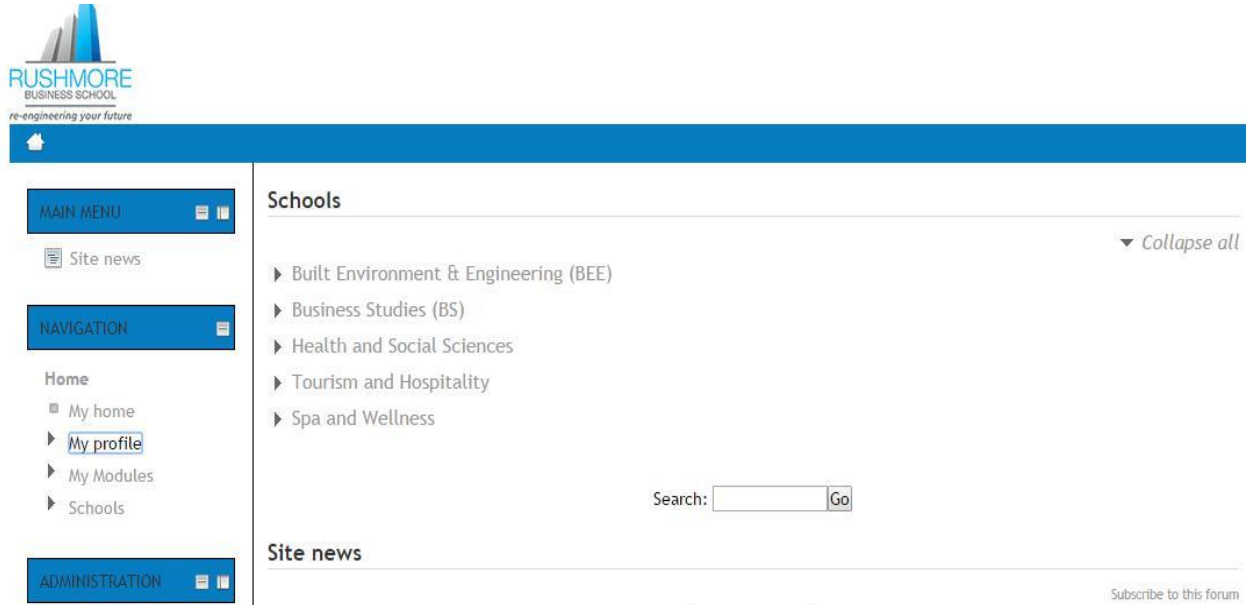 RUSHMORE
BUSINESS SCHOOL
re-engineering your future
MAIN MENU
Site news
NAVIGATION
Home
My home
My profile
My Modules
Schools
ADMINISTRATION
Schools
Collapse all
Built Environment & Engineering (BEE)
Business Studies (BS)
Health and Social Sciences
Tourism and Hospitality
Spa and Wellness
Search: Go
Site news
Subscribe to this forum